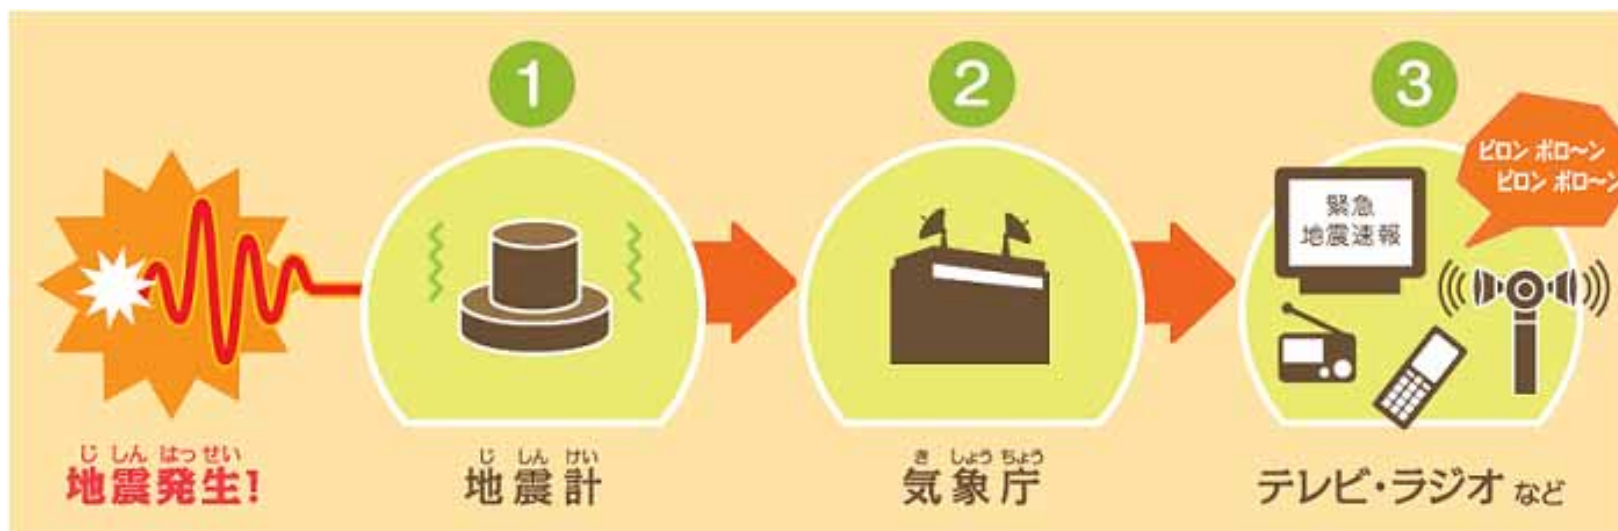 1
2
3
ピロン ポロ～ン
ピロン ポロ～ン
緊急
地震速報
じ しん はっ せい
地震発生!
じ しん けい
地震計
き しょう ちょう
気象庁
テレビ・ラジオ など